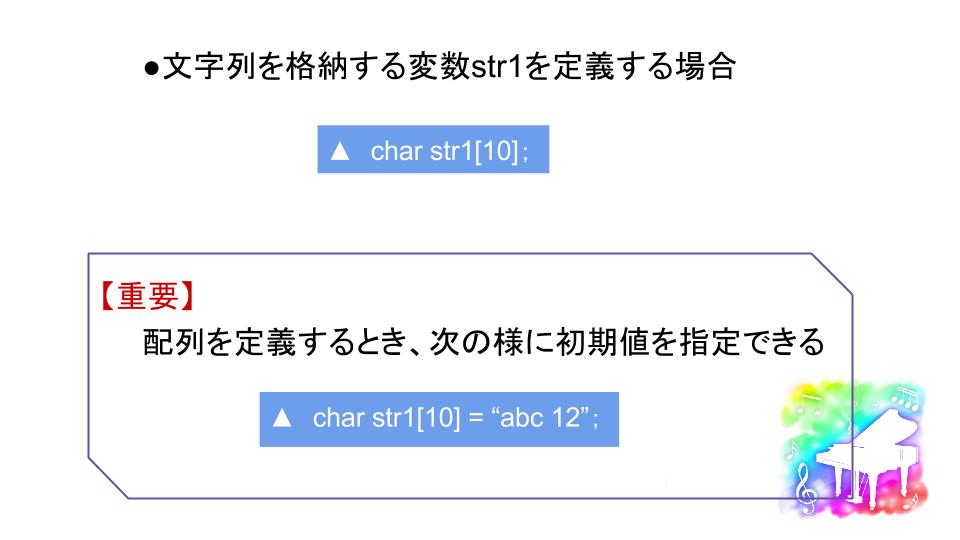 ●文字列を格納する変数str1を定義する場合
▲ char str1[10];
【重要】
配列を定義するとき、次の様に初期値を指定できる
▲ char str1[10] = “abc 12”;